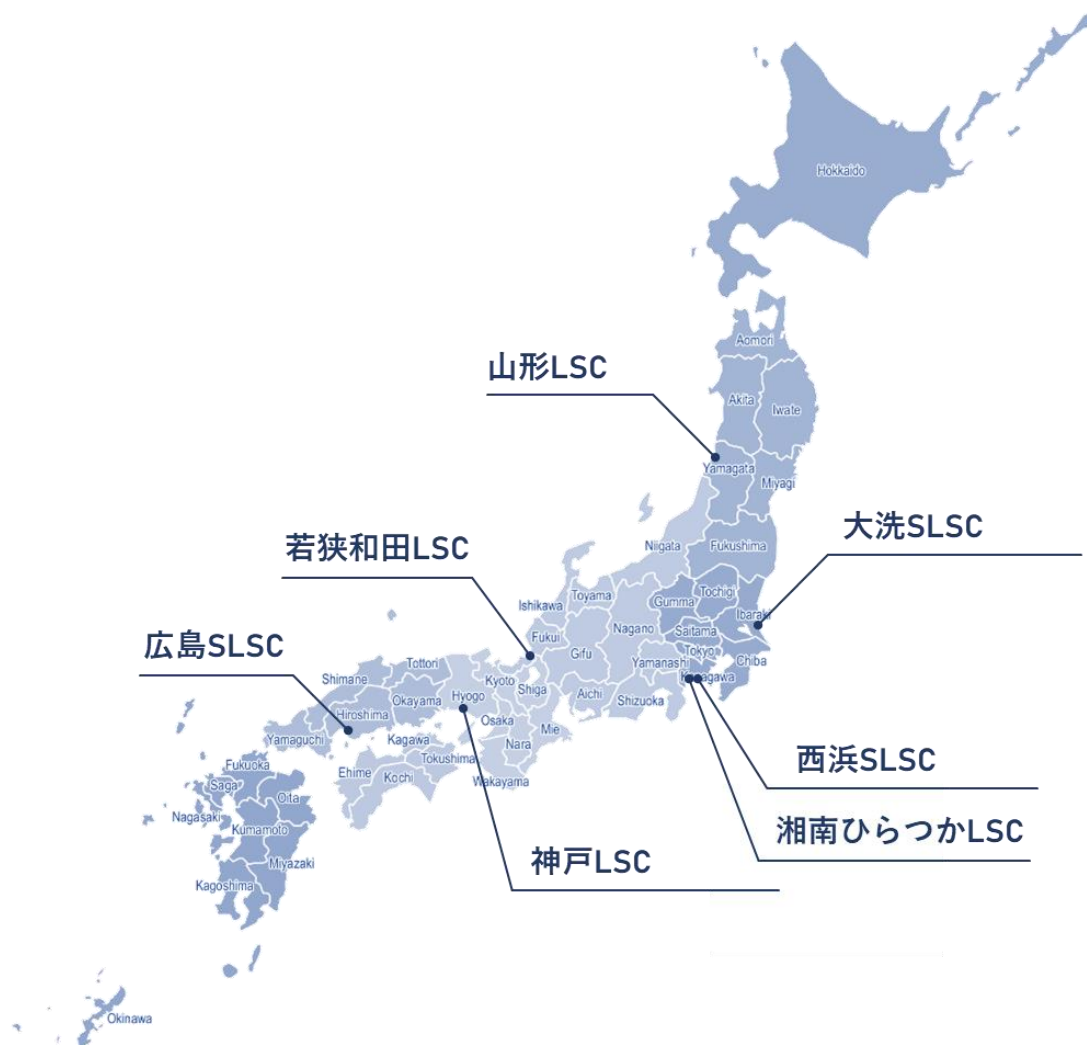 Hokkaido
Aomori
山形LSC
Akita
Iwate
Yamagata
Miyagi
大洗SLSC
若狭和田LSC
Niigata
Fukushima
Tochigi
Ishikawa
Toyama
Gumma
Ibaraki
Nagano
Saitama
Fukui
広島SLSC
Gifu
Tokyo
Tottori
Yamanashi
Chiba
Shimane
Kyoto
Kanagawa
Okayama
Hyogo
Shiga
Aichi
Shizuoka
Hiroshima
Osaka
Mie
Yamaguchi
Kagawa
Nara
Tokushima
西浜SLSC
Fukuoka
Ehime
Kochi
Wakayama
Saga
Oita
Nagasaki
Kumamoto
湘南ひらつかLSC
神戸LSC
Miyazaki
Kagoshima
Okinawa